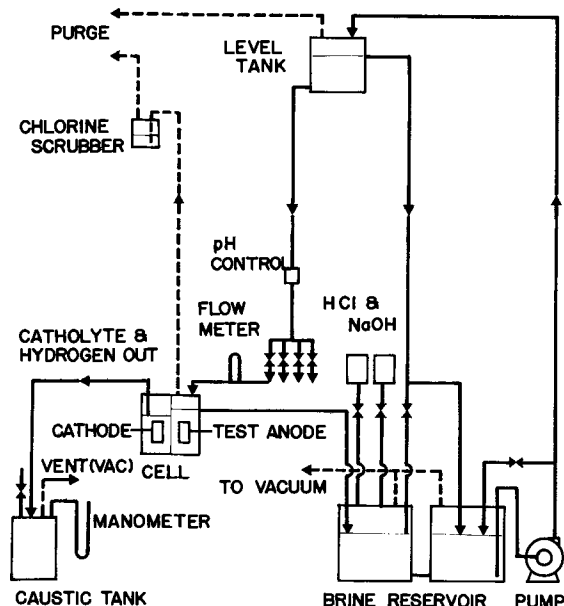 PURGE
LEVEL
TANK
CHLORINE
SCRUBBER
pH
CONTROL
FLOW
METER
HCl &
NaOH
CATHOLYTE &
HYDROGEN OUT
CATHODE
TEST ANODE
VENT(VAC)
CELL
TO VACUUM
MANOMETER
CAUSTIC TANK
BRINE RESERVOIR
PUMP